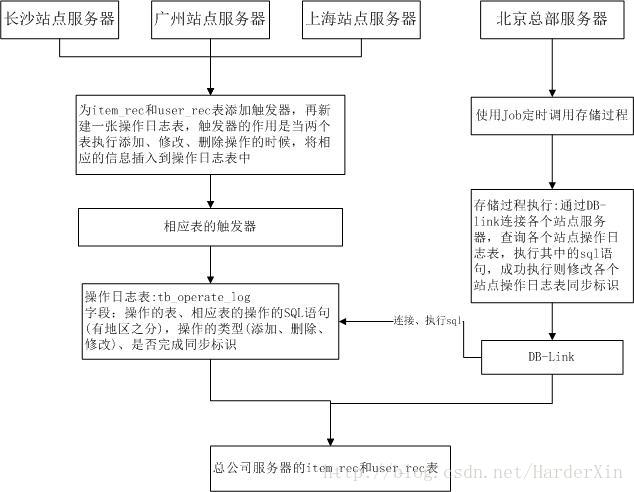 长沙站点服务器
广州站点服务器
上海站点服务器
北京总部服务器
为item_rec和user_rec表添加触发器，再新
建一张操作日志表，触发器的作用是当两个
表执行添加、修改、删除操作的时候，将相
应的信息插入到操作日志表中
使用Job定时调用存储过程
相应表的触发器
存储过程执行:通过DB-
link连接各个站点服务
器，查询各个站点操作日
志表，执行其中的sql语
句，成功执行则修改各个
站点操作日志表同步标识
操作日志表:tb_operate_log
字段：操作的表、相应表的操作的SQL语句
(有地区之分)，操作的类型(添加、删除、
修改)、是否完成同步标识
连接、执行sql
DB-Link
总公司服务器的item_rec和user_rec表
http://blog.csdn.net/HarderXin